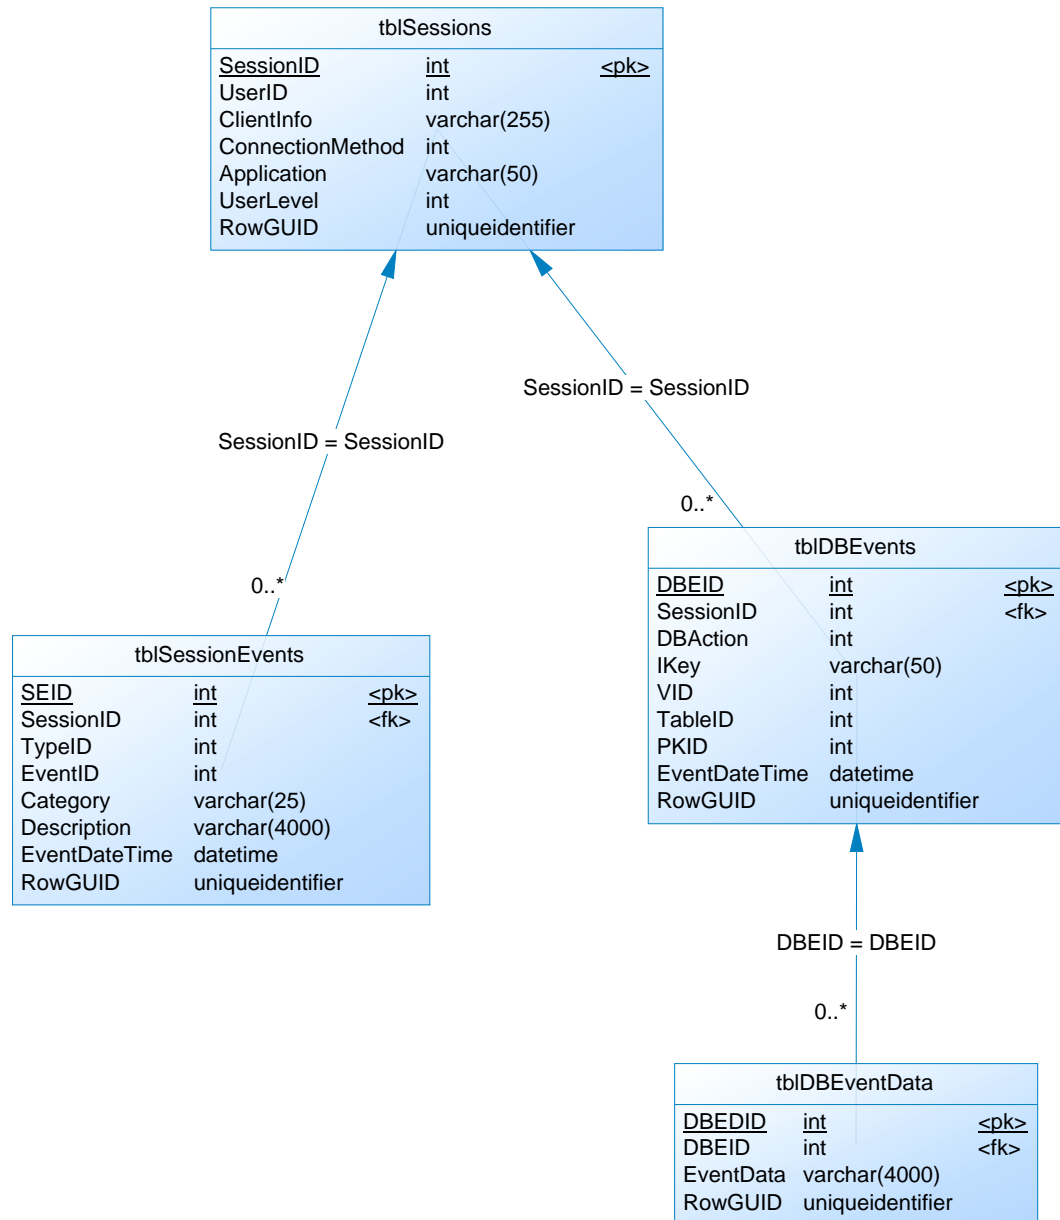 tblSessions
SessionID int <pk>
UserID int
ClientInfo varchar(255)
ConnectionMethod int
Application varchar(50)
UserLevel int
RowGUID uniqueidentifier
SessionID = SessionID
SessionID = SessionID
0..*
tblDBEvents
DBEID int <pk>
SessionID int <fk>
DBAction int
IKey varchar(50)
VID int
TableID int
PKID int
EventDateTime datetime
RowGUID uniqueidentifier
0..*
tblSessionEvents
SEID int <pk>
SessionID int <fk>
TypeID int
EventID int
Category varchar(25)
Description varchar(4000)
EventDateTime datetime
RowGUID uniqueidentifier
DBEID = DBEID
0..*
tblDBEventData
DBEDID int <pk>
DBEID int <fk>
EventData varchar(4000)
RowGUID uniqueidentifier